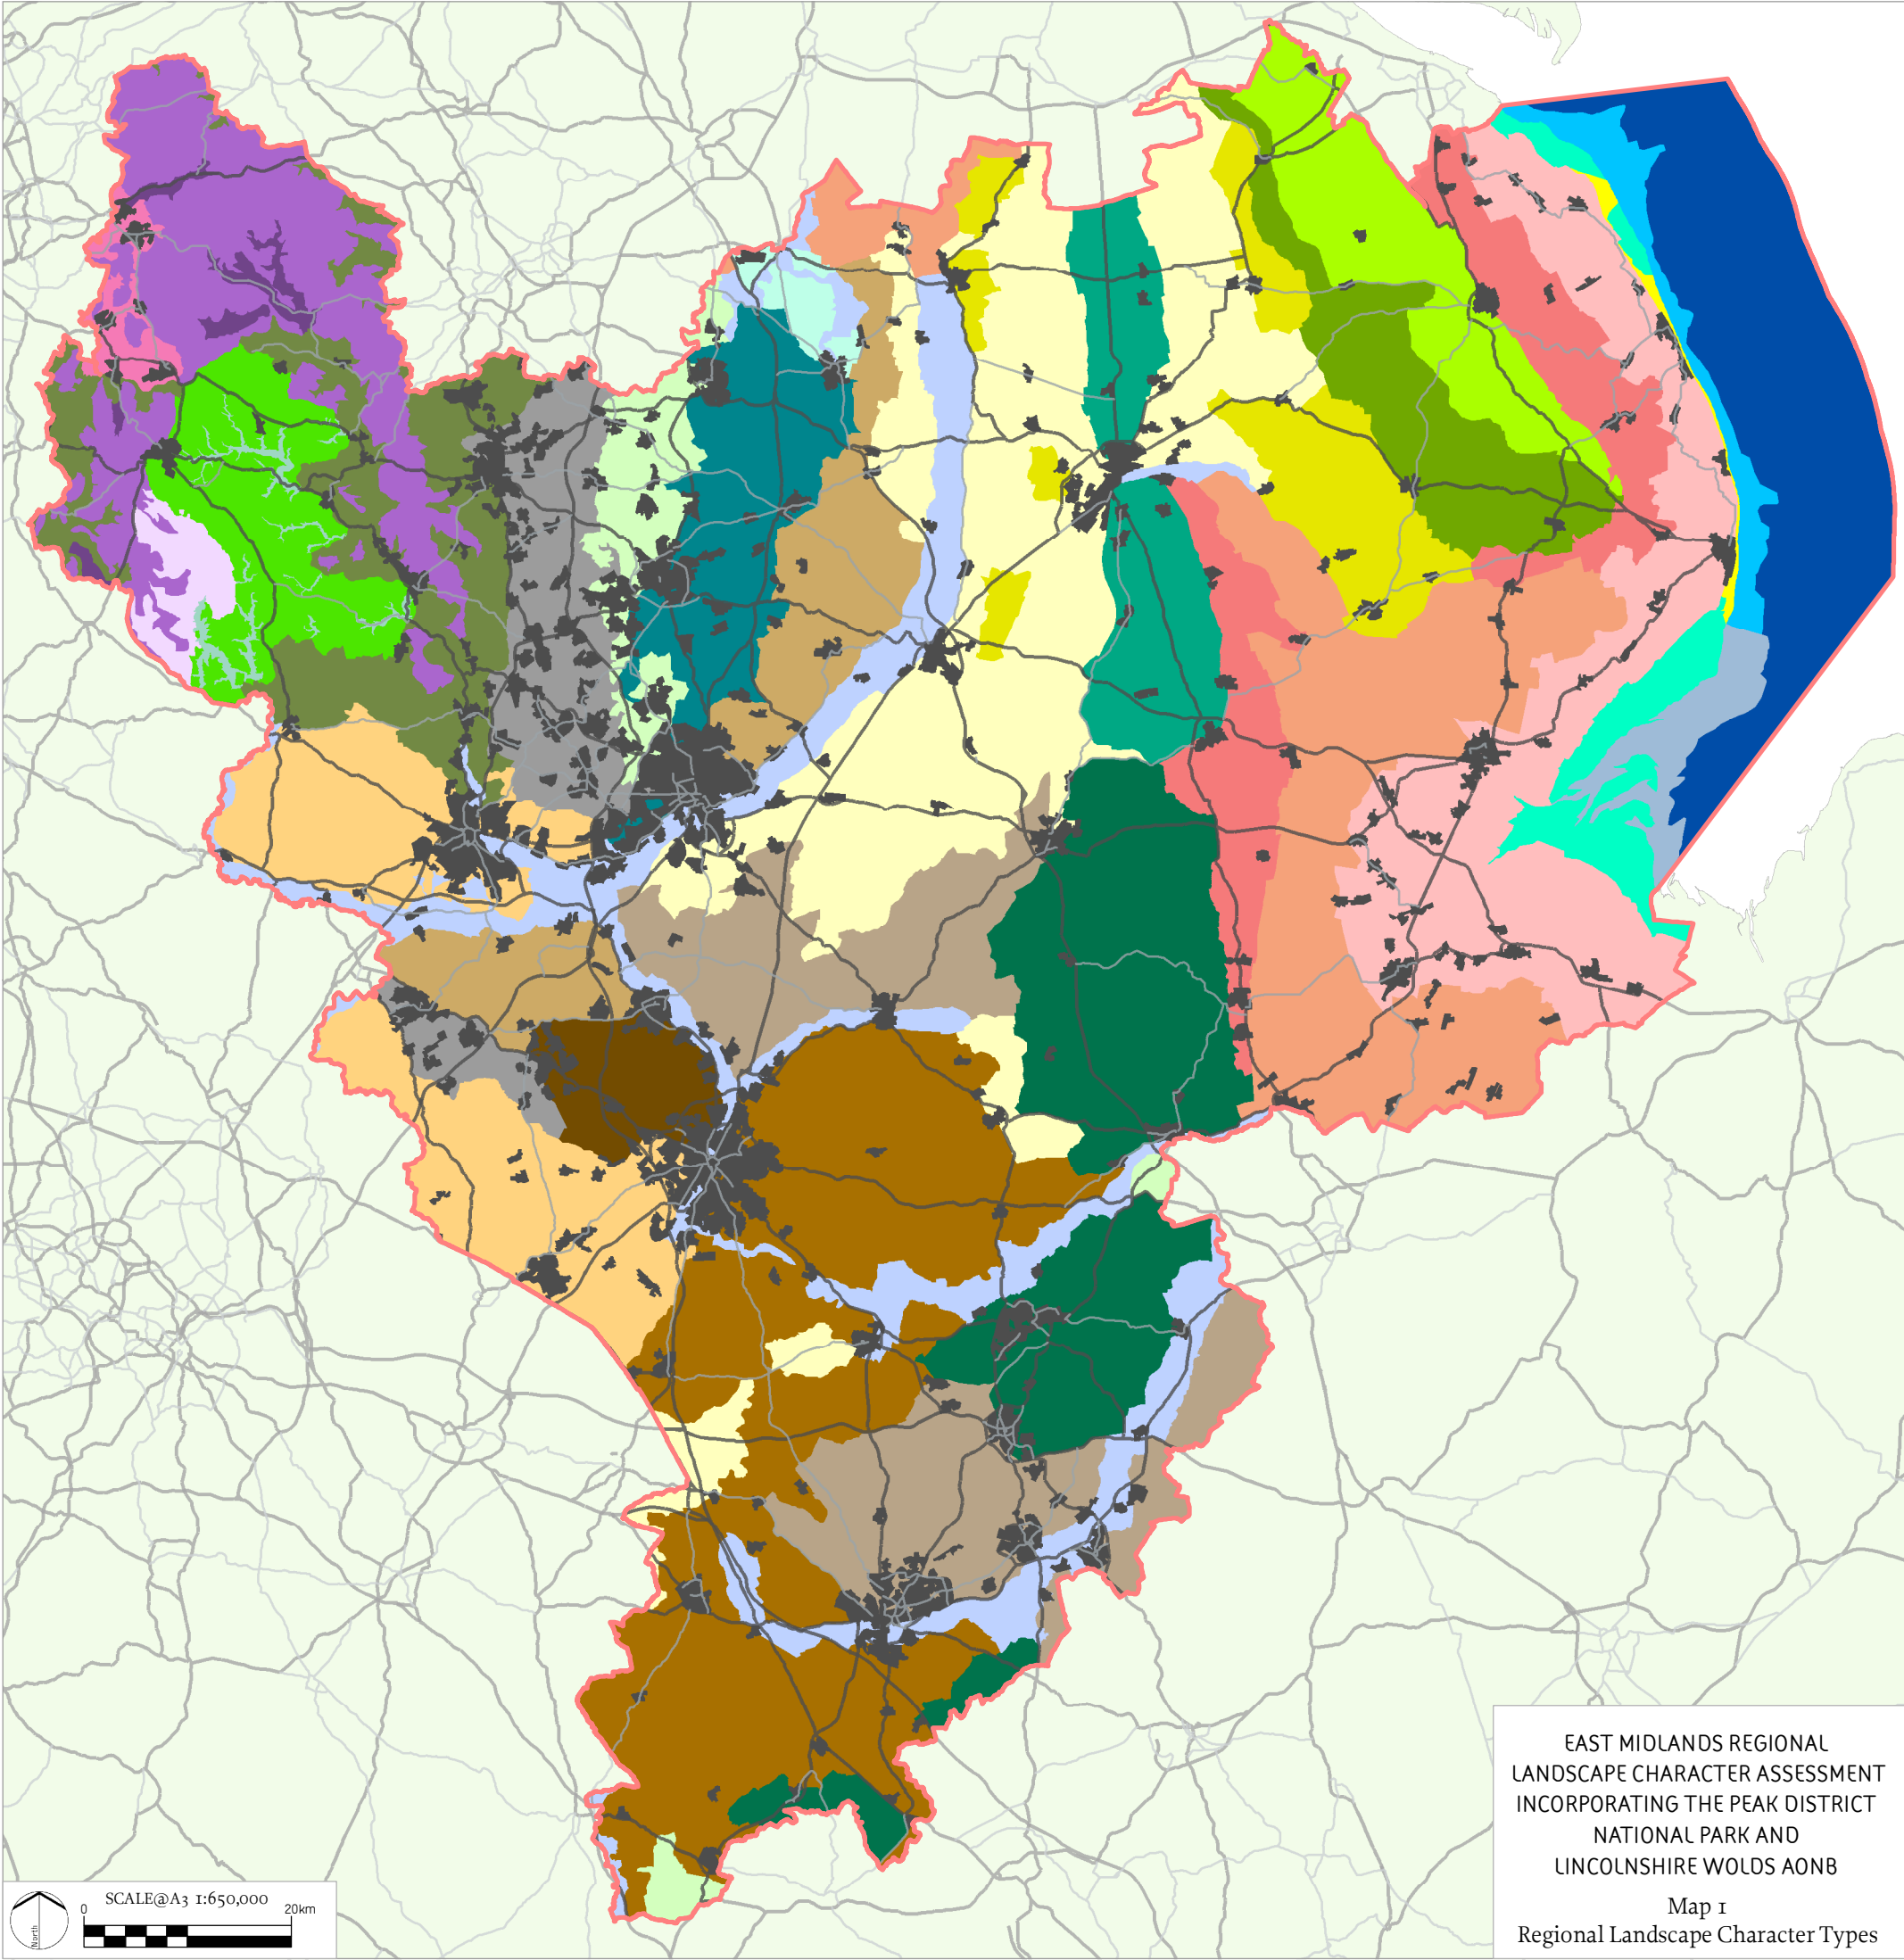 EAST MIDLANDS REGIONAL
LANDSCAPE CHARACTER ASSESSMENT
INCORPORATING THE PEAK DISTRICT
NATIONAL PARK AND
LINCOLNSHIRE WOLDS AONB
Map 1
Regional Landscape Character Types
SCALE@A3 1:650,000
0 20km
North